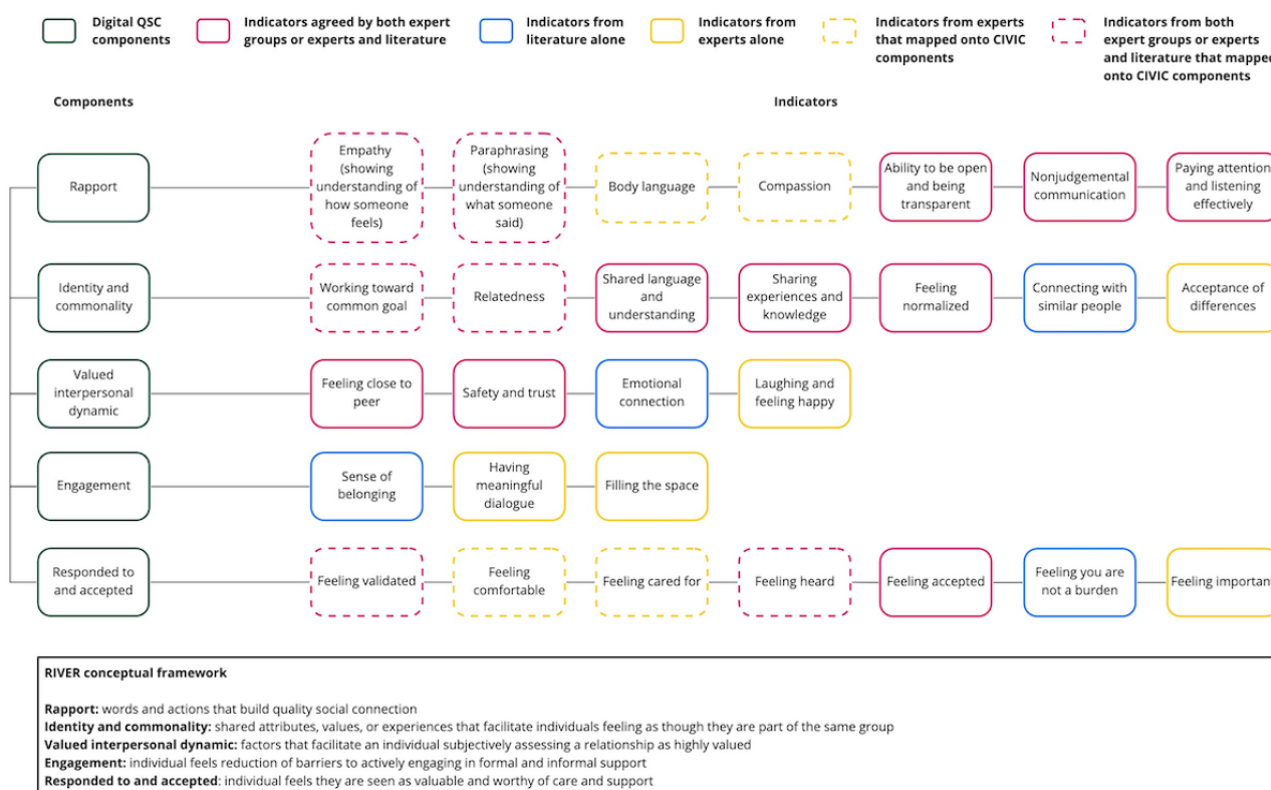 Digital QSC
components
Indicators agreed by both expert
groups or experts and literature
Indicators from
literature alone
Indicators from
experts alone
Indicators from experts
that mapped onto CIVIC
components
Indicators from both
expert groups or experts
and literature that mapped
onto CIVIC components
Components
Indicators
Rapport
Empathy
(showing
understanding of
how someone
feels)
Paraphrasing
(showing
understanding of
what someone
said)
Body language
Compassion
Ability to be open
and being
transparent
Nonjudgemental
communication
Paying attention
and listening
effectively
Identity and
commonality
Working toward
common goal
Relatedness
Shared language
and
understanding
Sharing
experiences and
knowledge
Feeling
normalized
Connecting with
similar people
Acceptance of
differences
Valued
interpersonal
dynamic
Feeling close to
peer
Safety and trust
Emotional
connection
Laughing and
feeling happy
Engagement
Sense of
belonging
Having
meaningful
dialogue
Filling the space
Responded to
and accepted
Feeling validated
Feeling
comfortable
Feeling cared for
Feeling heard
Feeling accepted
Feeling you are
not a burden
Feeling important
RIVER conceptual framework
Rapport: words and actions that build quality social connection
Identity and commonality: shared attributes, values, or experiences that facilitate individuals feeling as though they are part of the same group
Valued interpersonal dynamic: factors that facilitate an individual subjectively assessing a relationship as highly valued
Engagement: individual feels reduction of barriers to actively engaging in formal and informal support
Responded to and accepted: individual feels they are seen as valuable and worthy of care and support